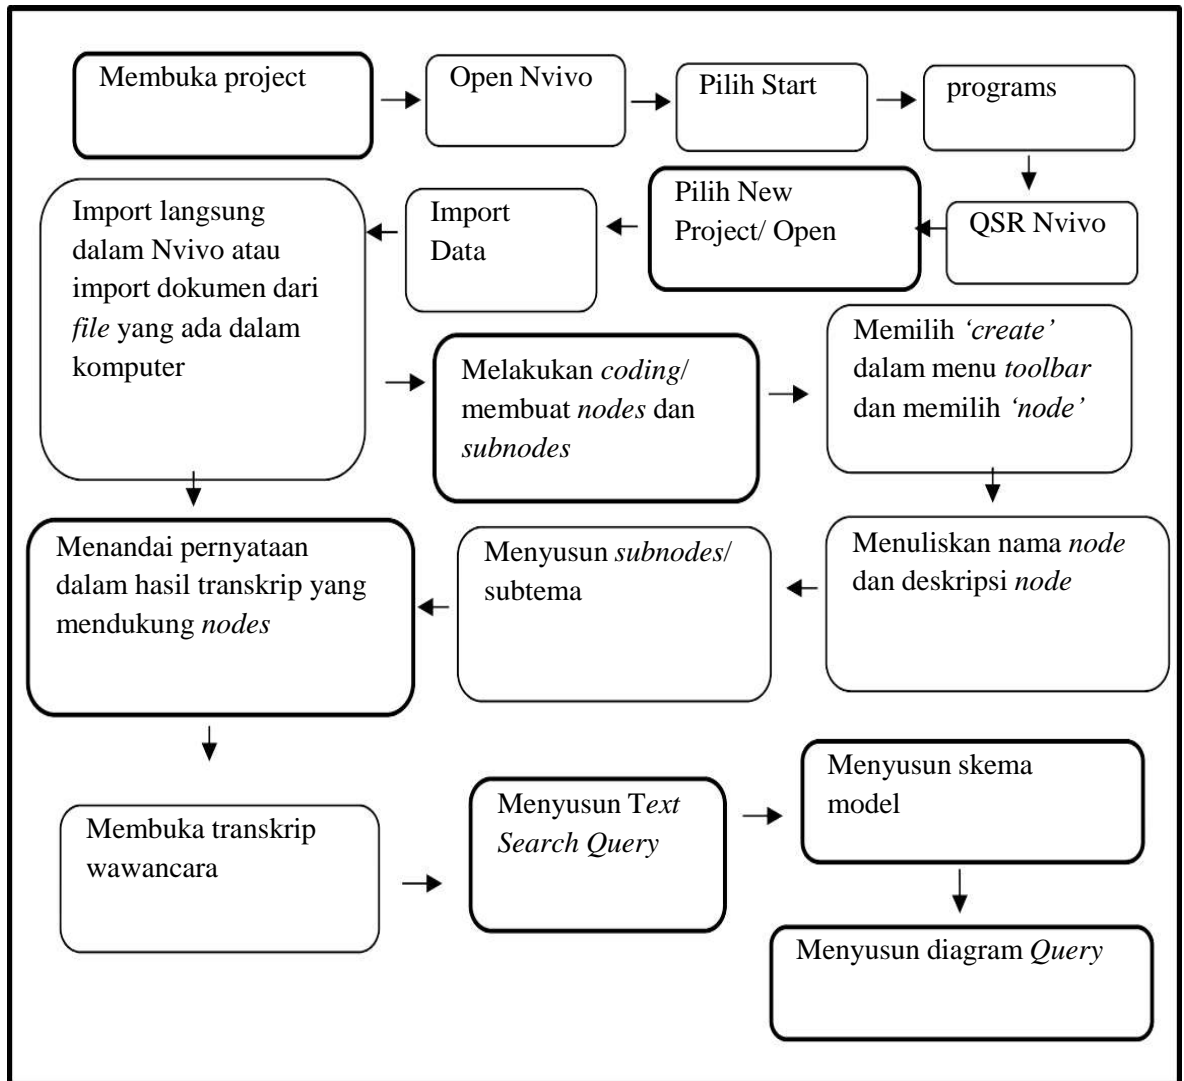 Membuka project
Open Nvivo
Pilih Start
programs
QSR Nvivo
Pilih New
Project/ Open
Import
Data
Import langsung
dalam Nvivo atau
import dokumen dari
file yang ada dalam
komputer
Melakukan coding/
membuat nodes dan
subnodes
Memilih ‘create’
dalam menu toolbar
dan memilih ‘node’
Menuliskan nama node
dan deskripsi node
Menyusun subnodes/
subtema
Menandai pernyataan
dalam hasil transkrip yang
mendukung nodes
Membuka transkrip
wawancara
Menyusun Text
Search Query
Menyusun skema
model
Menyusun diagram Query